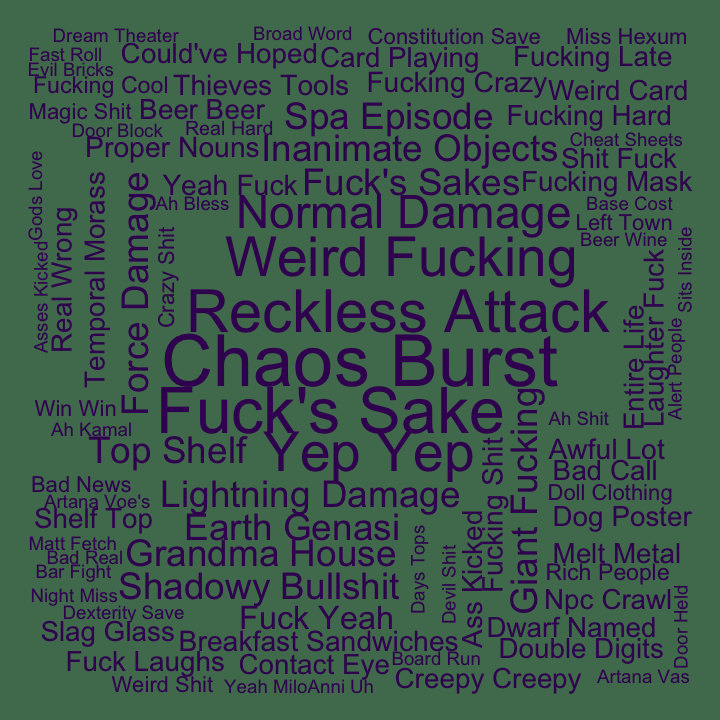 Dream Theater
Broad Word
Constitution Save
Miss Hexum
Fast Roll
Could've Hoped
Card Playing
Fucking Late
Evil Bricks
Fucking Cool
Thieves Tools
Fucking Crazy
Weird Card
Magic Shit
Beer Beer
Spa Episode
Fucking Hard
Door Block
Real Hard
Cheat Sheets
Proper Nouns
Inanimate Objects
Shit Fuck
Yeah Fuck
Fuck's Sakes
Fucking Mask
Gods Love
Ah Bless
Normal Damage
Base Cost
Left Town
Beer Wine
Asses Kicked
Real Wrong
Temporal Morass
Force Damage
Crazy Shit
Weird Fucking
Sits Inside
Reckless Attack
Chaos Burst
Entire Life
Laughter Fuck
Alert People
Win Win
Fuck's Sake
Ah Shit
Ah Kamal
Top Shelf
Yep Yep
Fucking Shit
Giant Fucking
Awful Lot
Bad Call
Bad News
Artana Voe's
Lightning Damage
Doll Clothing
Shelf Top
Earth Genasi
Dog Poster
Matt Fetch
Bad Real
Grandma House
Days Tops
Devil Shit
Ass Kicked
Melt Metal
Bar Fight
Rich People
Night Miss
Shadowy Bullshit
Npc Crawl
Door Held
Dexterity Save
Fuck Yeah
Slag Glass
Dwarf Named
Breakfast Sandwiches
Double Digits
Fuck Laughs
Contact Eye
Board Run
Weird Shit
Yeah Milo
Anni Uh
Creepy Creepy
Artana Vas